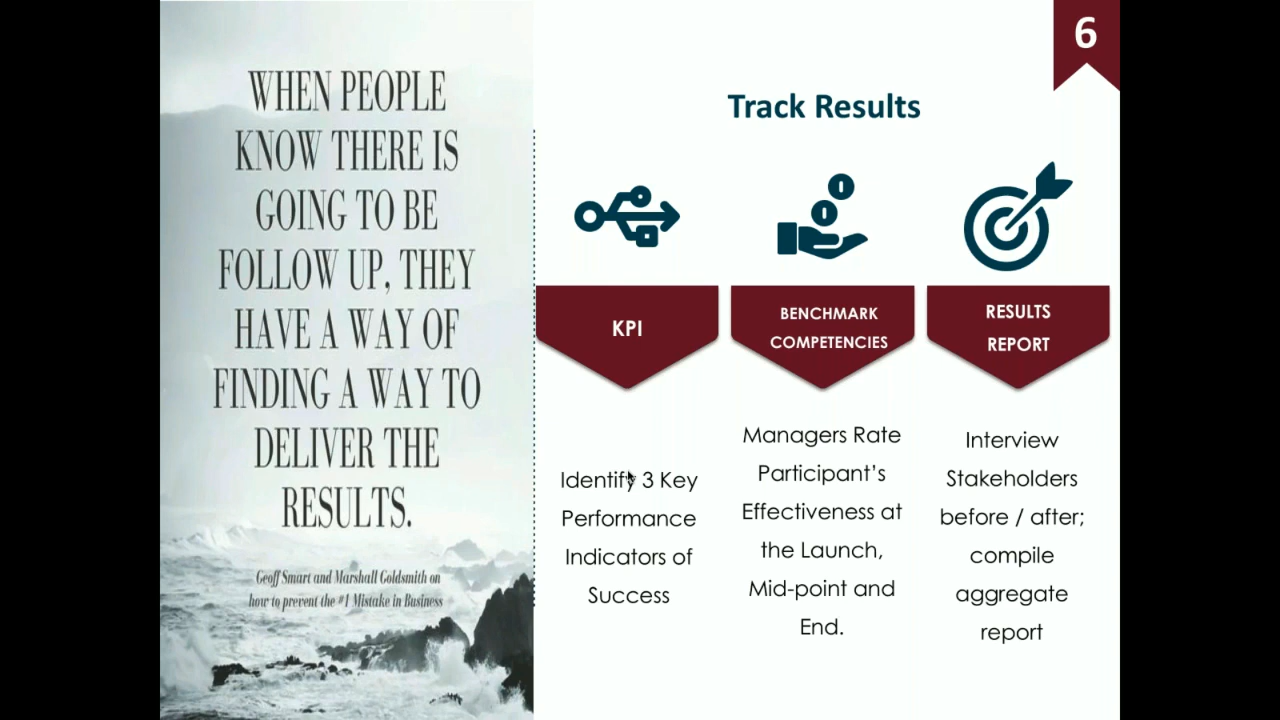 WHEN PEOPLE
KNOW THERE IS
GOING TO BE
FOLLOW UP, THEY
HAVE A WAY OF
FINDING A WAY TO
DELIVER THE
RESULTS.
Geoff Smart and Marshall Goldsmith on
how to prevent the #1 Mistake in Business
6
Track Results
KPI
Identify 3 Key
Performance
Indicators of
Success
BENCHMARK
COMPETENCIES
Managers Rate
Participant's
Effectiveness at
the Launch,
Mid-point and
End.
RESULTS
REPORT
Interview
Stakeholders
before / after;
compile
aggregate
report